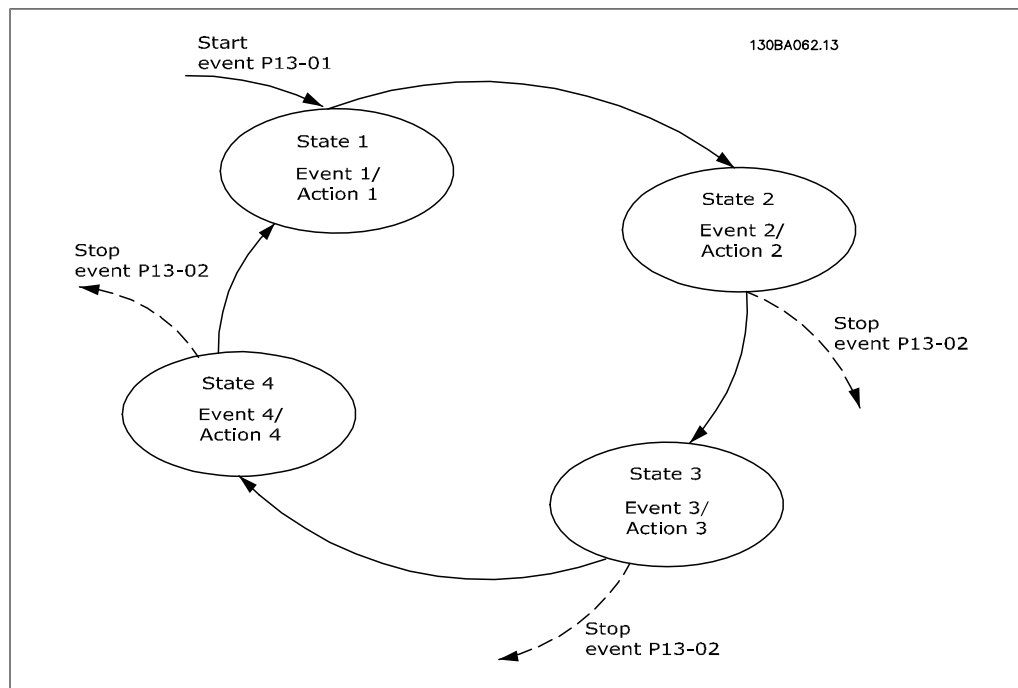 Start
event P13-01
130BA062.13
State 1
Event 1/
Action 1
State 2
Event 2/
Action 2
Stop
event P13-02
Stop
event P13-02
State 4
Event 4/
Action 4
State 3
Event 3/
Action 3
Stop
event P13-02